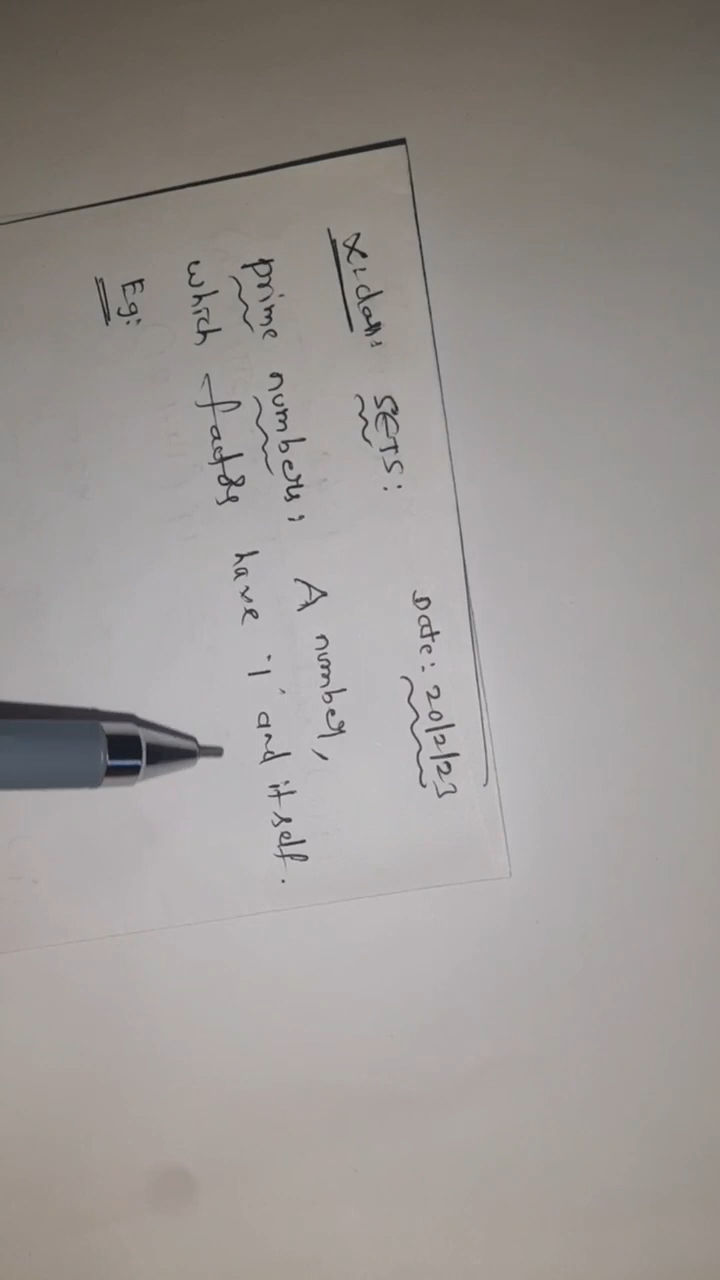 X. class SETS: Date: 20/2/23
prime numbers: A number,
which factors have '1' and itself.
Eg: